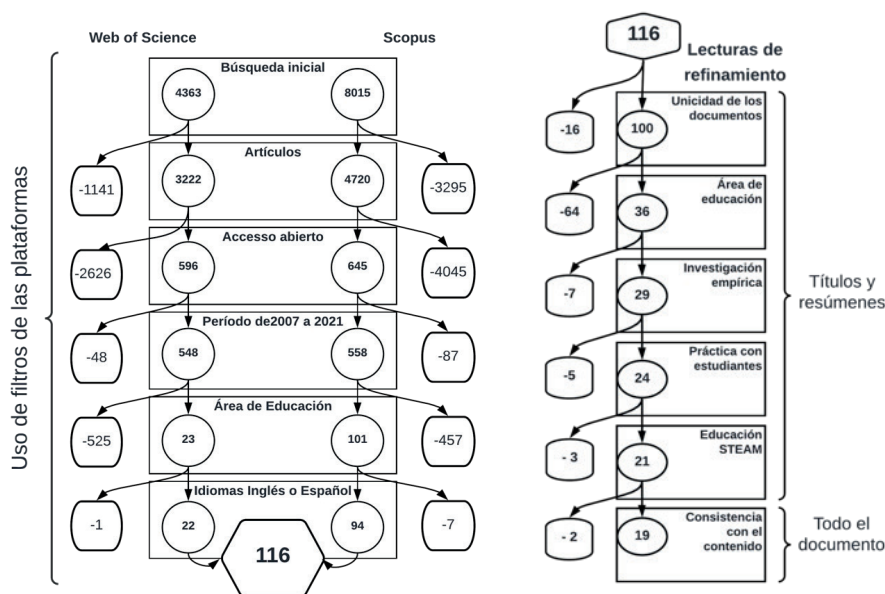 Web of Science
Scopus
Uso de filtros de las plataformas
Búsqueda inicial
4363
8015
Artículos
-1141
3222
4720
-3295
Accesso abierto
-2626
596
645
-4045
Período de2007 a 2021
-48
548
558
-87
Área de Educación
-525
23
101
-457
Idiomas Inglés o Español
-1
22
94
-7
116
116
Lecturas de
refinamiento
Unicidad de los
documentos
-16
100
Área de
educación
-64
36
Investigación
empírica
-7
29
Práctica con
estudiantes
-5
24
Educación
STEAM
- 3
21
Títulos y
resúmenes
Consistencia
con el
contenido
- 2
19
Todo el
documento